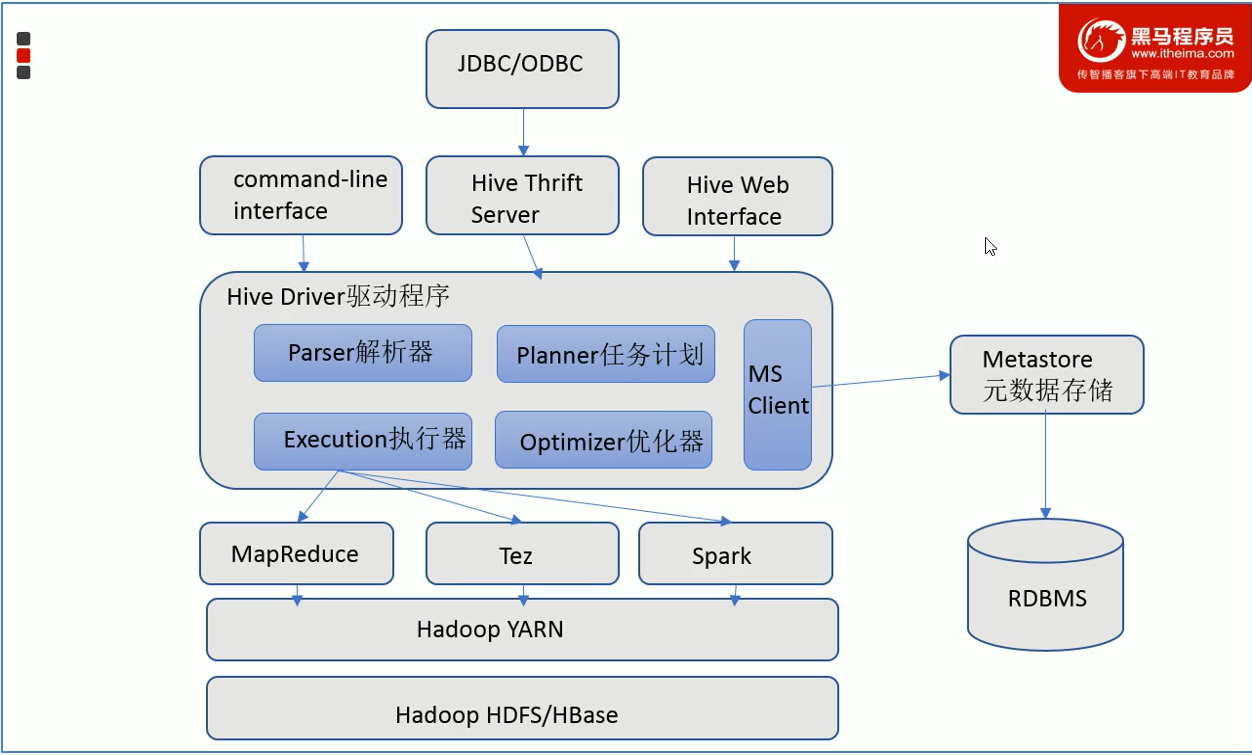 黑马程序员
www.itheima.com
传智播客旗下高端IT教育品牌
JDBC/ODBC
command-line
interface
Hive Thrift
Server
Hive Web
Interface
Hive Driver驱动程序
Parser解析器
Planner任务计划
MS
Client
Execution执行器
Optimizer优化器
Metastore
元数据存储
MapReduce
Tez
Spark
RDBMS
Hadoop YARN
Hadoop HDFS/HBase